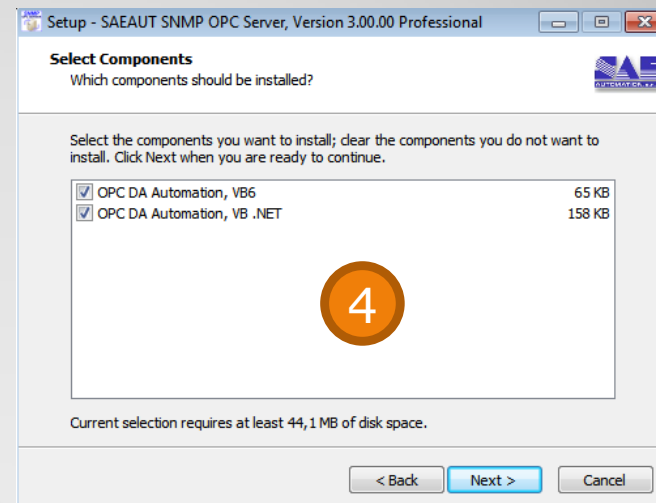 Setup - SAEAUT SNMP OPC Server, Version 3.00.00 Professional
Select Components
Which components should be installed?
SAE
AUTOMATION, s.r.o.
Select the components you want to install; clear the components you do not want to
install. Click Next when you are ready to continue.
OPC DA Automation, VB6 65 KB
OPC DA Automation, VB .NET 158 KB
4
Current selection requires at least 44,1 MB of disk space.
< Back Next > Cancel